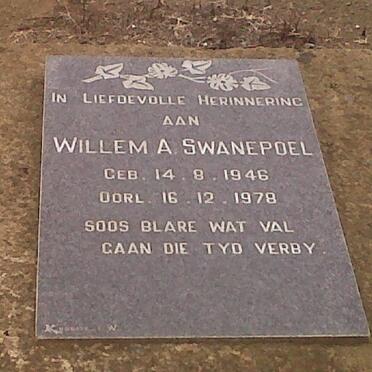 IN LIEFDEVOLLE HERINNERING
AAN
WILLEM A. SWANEPOEL
GEB. 14.8.1946
OORL. 16.12.1978
SOOS BLARE WAT VAL
GAAN DIE TYD VERBY.